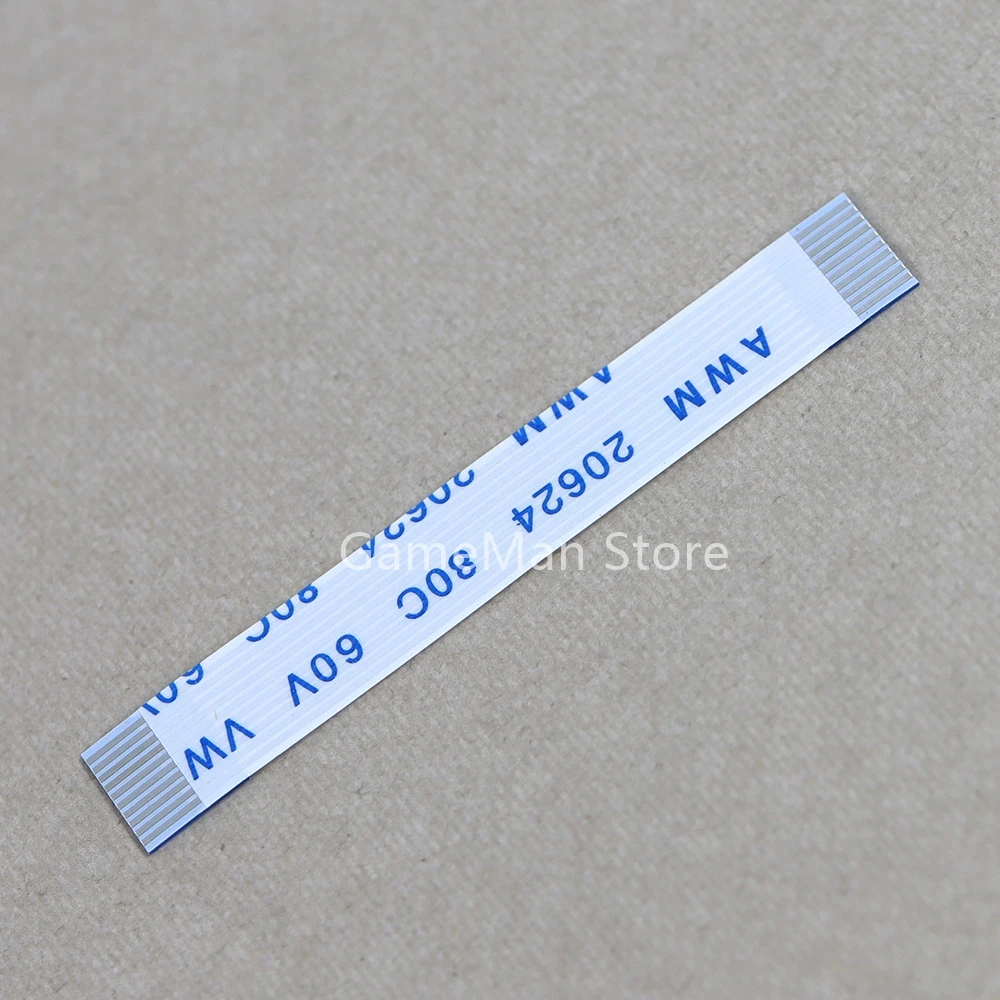 AWM 20624 80C 60V VW
AWM 20624 80C 60V
GameMan Store